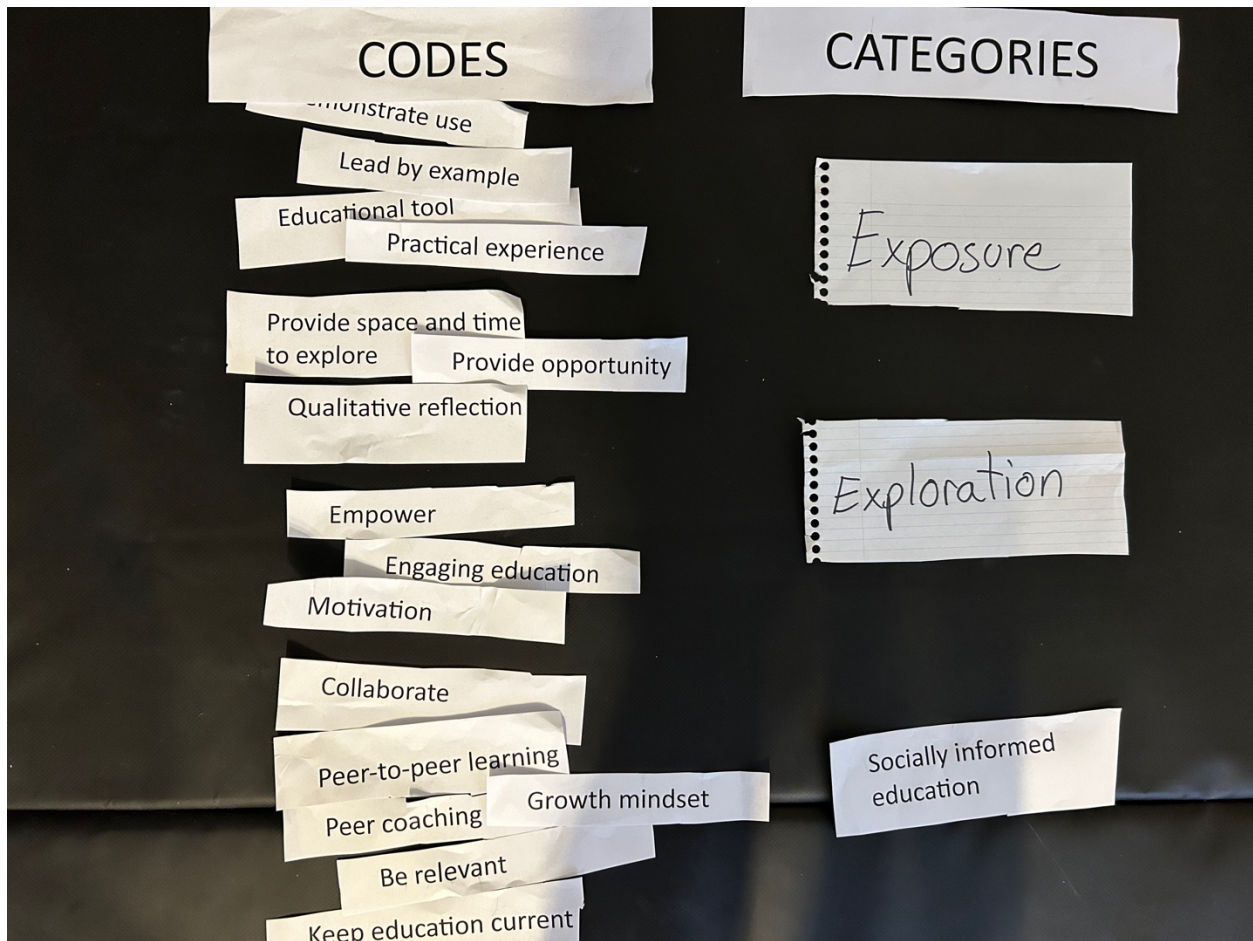 CODES
CATEGORIES
use
Lead by example
Educational tool
Practical experience
Exposure
Provide space and time
to explore
Provide opportunity
Qualitative reflection
Exploration
Empower
Engaging education
Motivation
Collaborate
Peer-to-peer learning
Growth mindset
Peer coaching
Be relevant
Keep education current
Socially informed
education